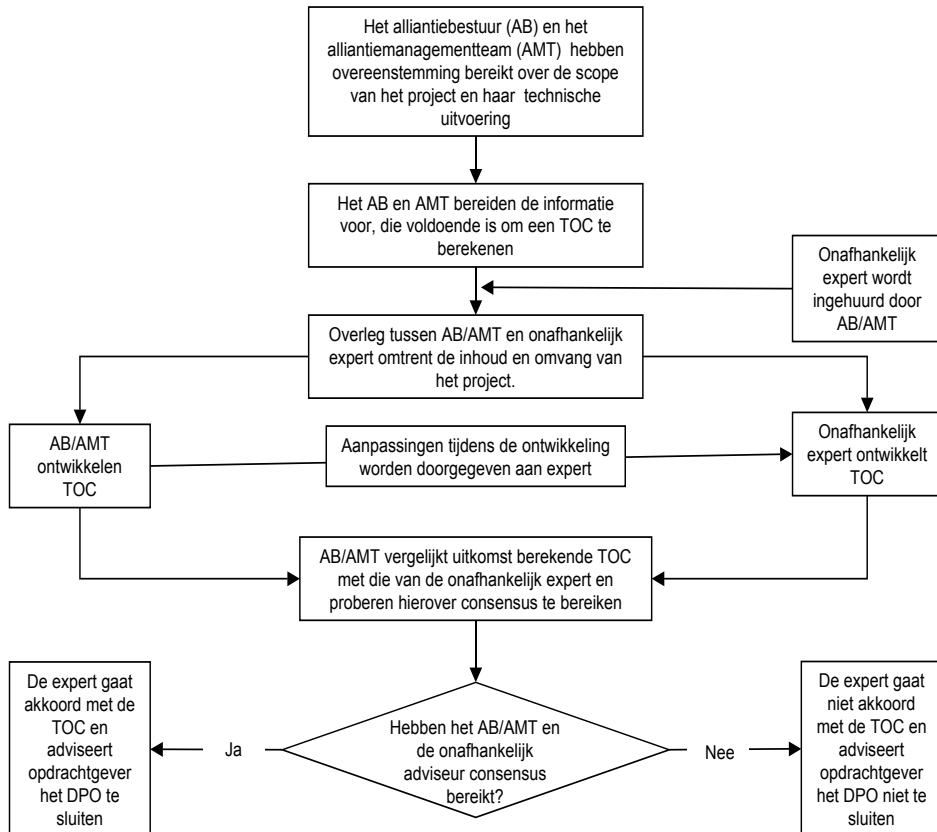 Het alliantiebestuur (AB) en het
alliantiemanagementteam (AMT) hebben
overeenstemming bereikt over de scope
van het project en haar technische
uitvoering
Het AB en AMT bereiden de informatie
voor, die voldoende is om een TOC te
berekenen
Onafhankelijk
expert wordt
ingehuurd door
AB/AMT
Overleg tussen AB/AMT en onafhankelijk
expert omtrent de inhoud en omvang van
het project.
AB/AMT
ontwikkelen
TOC
Aanpassingen tijdens de ontwikkeling
worden doorgegeven aan expert
Onafhankelijk
expert ontwikkelt
TOC
AB/AMT vergelijkt uitkomst berekende TOC
met die van de onafhankelijk expert en
proberen hierover consensus te bereiken
De expert gaat
akkoord met de
TOC en
adviseert
opdrachtgever
het DPO te
sluiten
Ja
Hebben het AB/AMT en
de onafhankelijk
adviseur consensus
bereikt?
Nee
De expert gaat
niet akkoord
met de TOC en
adviseert
opdrachtgever
het DPO niet te
sluiten